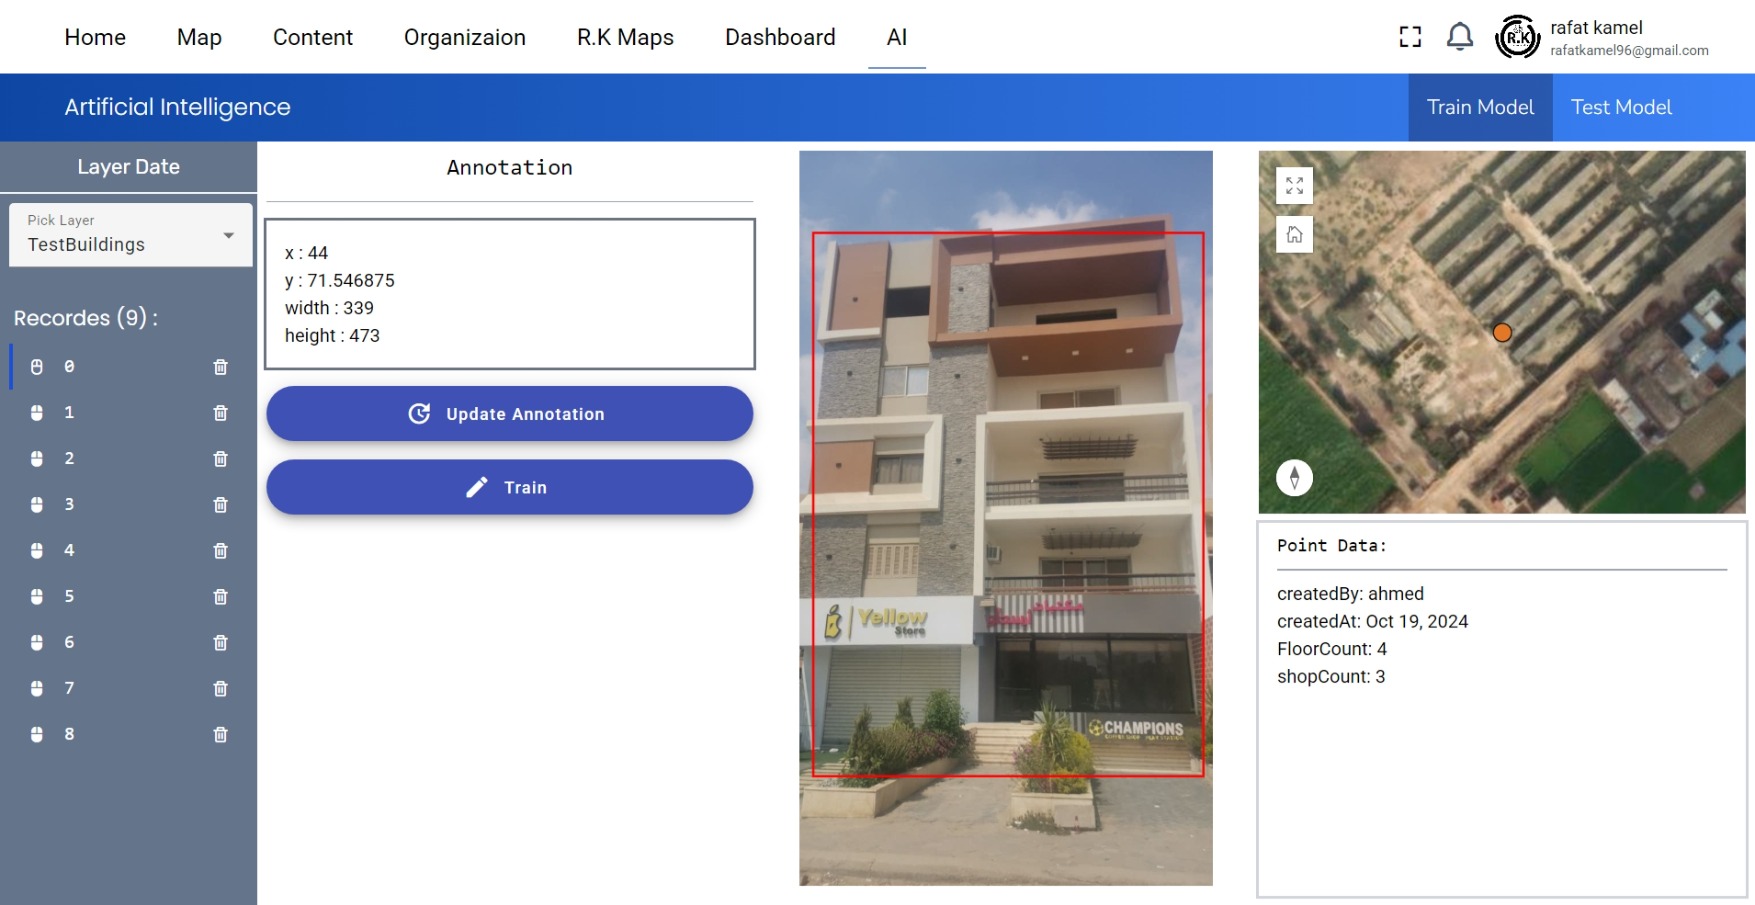 Home Map Content Organizaion R.K Maps Dashboard AI
R.K
rafat kamel
rafatkamel96@gmail.com
Artificial Intelligence
Train Model Test Model
Layer Date
Pick Layer
TestBuildings
Recordes (9) :
0
1
2
3
4
5
6
7
8
Annotation
x : 44
y : 71.546875
width : 339
height : 473
Update Annotation
Train
Yellow
Store
CHAMPIONS
Point Data:
createdBy: ahmed
createdAt: Oct 19, 2024
FloorCount: 4
shopCount: 3